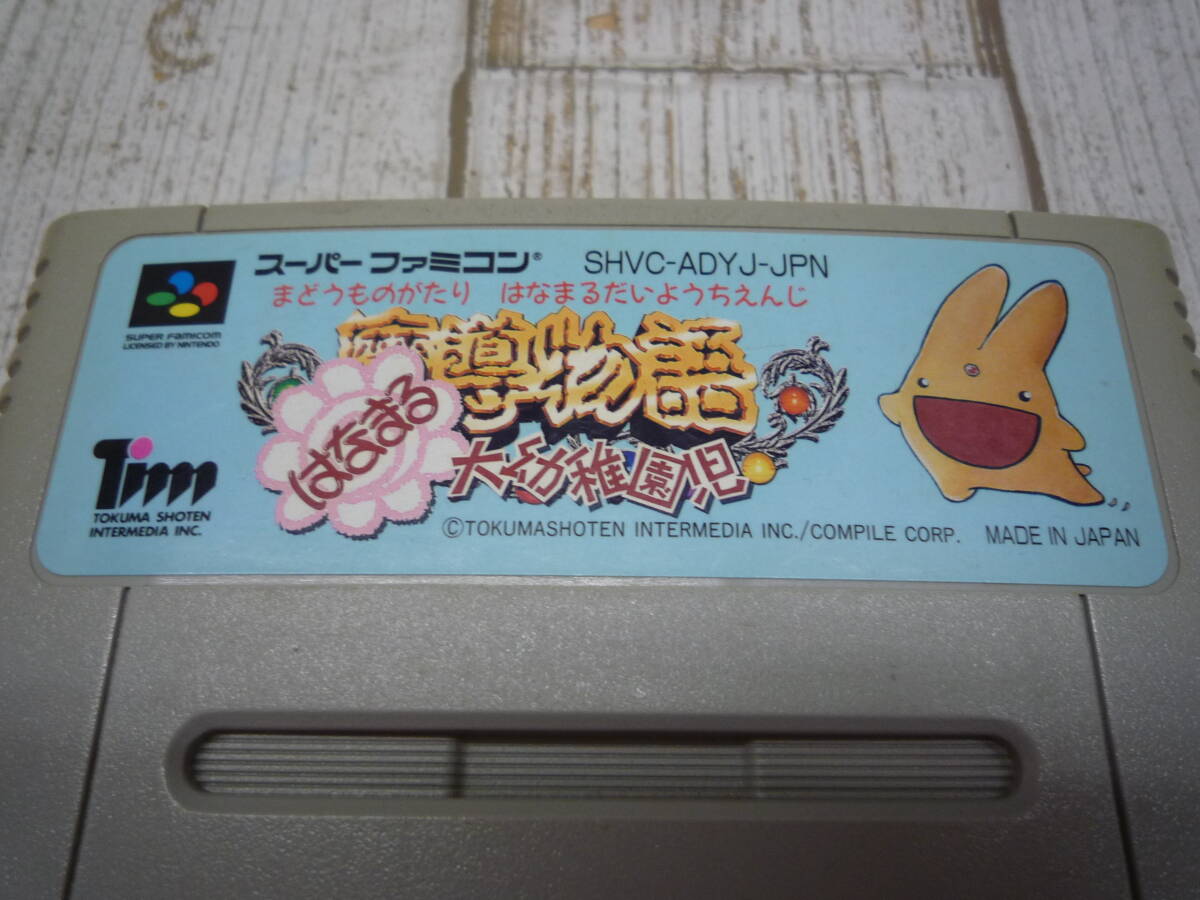 スーパーファミコン® SHVC-ADYJ-JPN
まどうものがたり はなまるだいようちえんじ
SUPER FAMICOM
LICENSED BY NINTENDO
魔導物語
はなまる
大幼稚園児
Tim
TOKUMA SHOTEN
INTERMEDIA INC.
©TOKUMASHOTEN INTERMEDIA INC./COMPILE CORP. MADE IN JAPAN